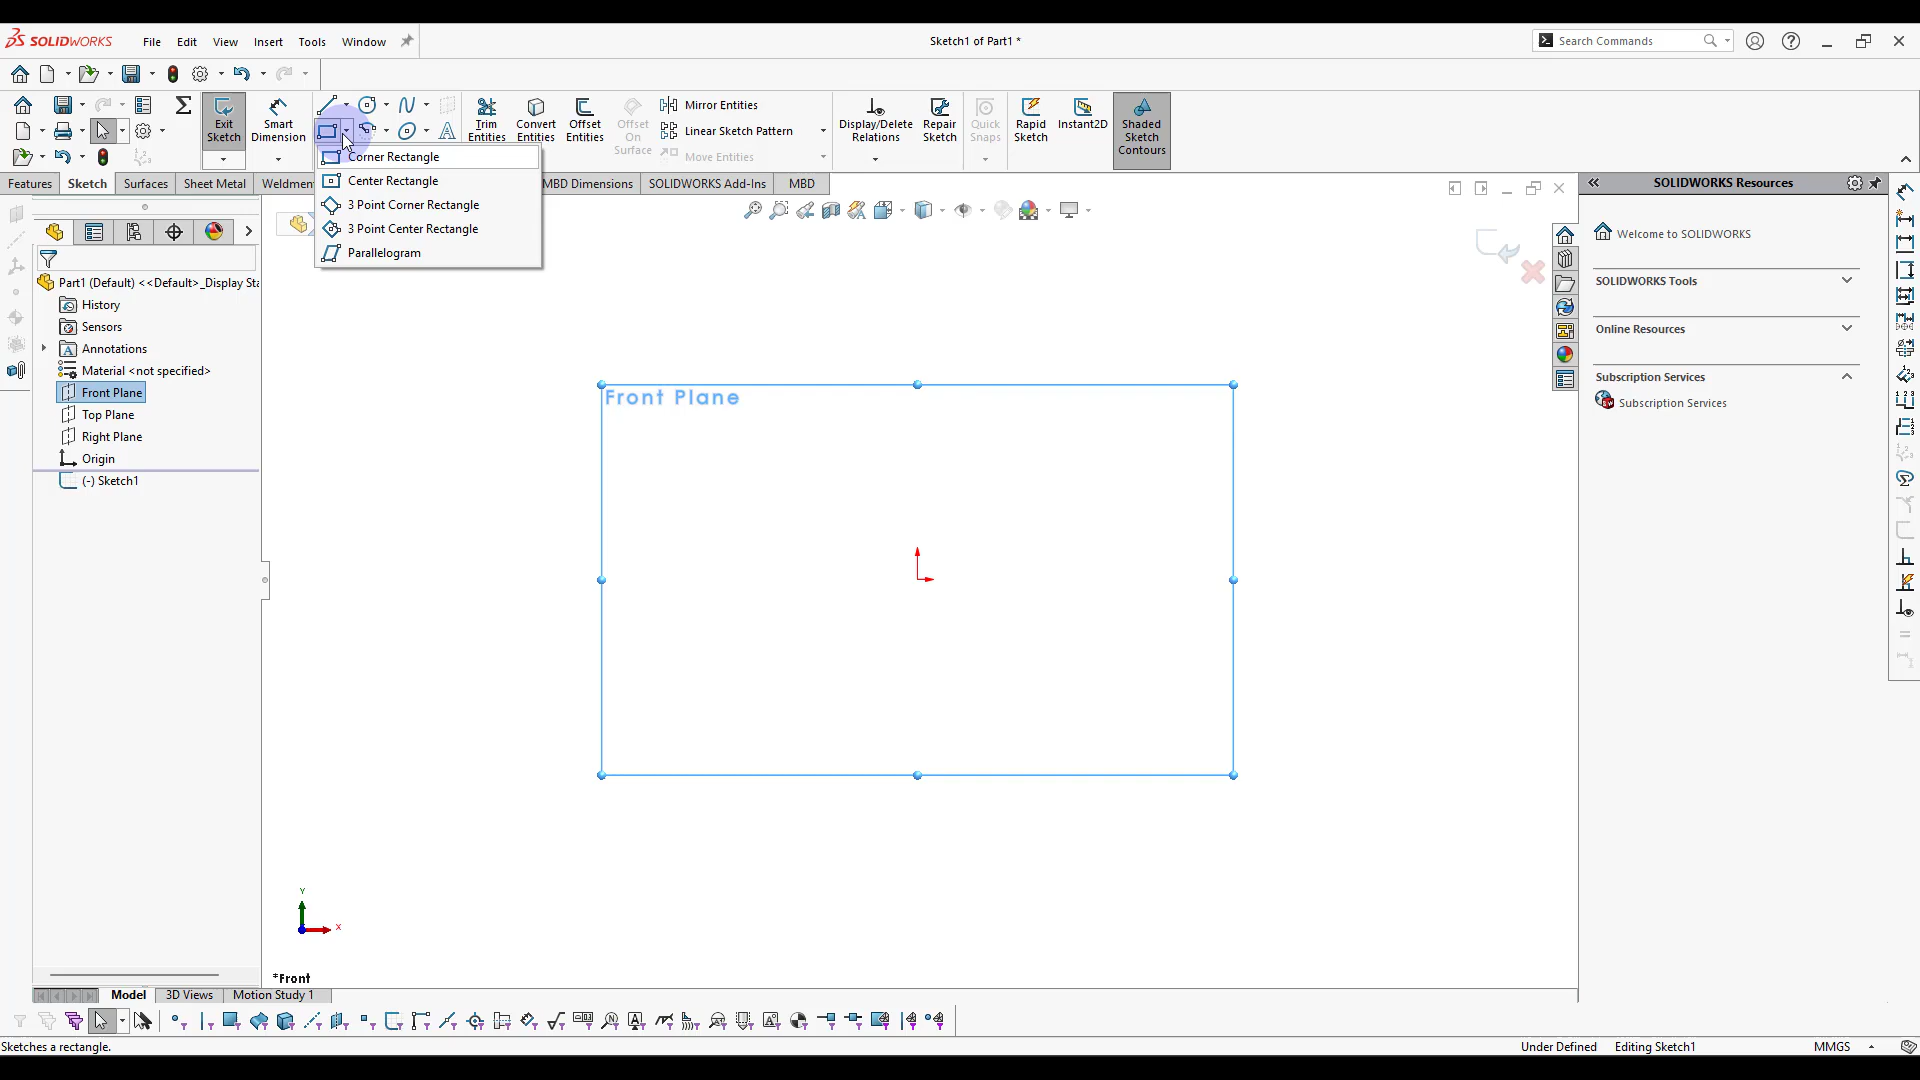 SOLIDWORKS File Edit View Insert Tools Window Sketch1 of Part1 * Search Commands
Exit Sketch
Smart Dimension
Trim Entities
Convert Entities
Offset Entities
Offset On Surface
Mirror Entities
Linear Sketch Pattern
Move Entities
Display/Delete Relations
Repair Sketch
Quick Snaps
Rapid Sketch
Instant2D
Shaded Sketch Contours
Corner Rectangle
Center Rectangle
3 Point Corner Rectangle
3 Point Center Rectangle
Parallelogram
Features Sketch Surfaces Sheet Metal Weldmen MBD Dimensions SOLIDWORKS Add-Ins MBD
SOLIDWORKS Resources
Welcome to SOLIDWORKS
SOLIDWORKS Tools
Online Resources
Subscription Services
Subscription Services
Part1 (Default) <<Default>_Display Sta
History
Sensors
Annotations
Material <not specified>
Front Plane
Top Plane
Right Plane
Origin
(-) Sketch1
Front Plane
Y
X
*Front
Model 3D Views Motion Study 1
Sketches a rectangle. Under Defined Editing Sketch1 MMGS